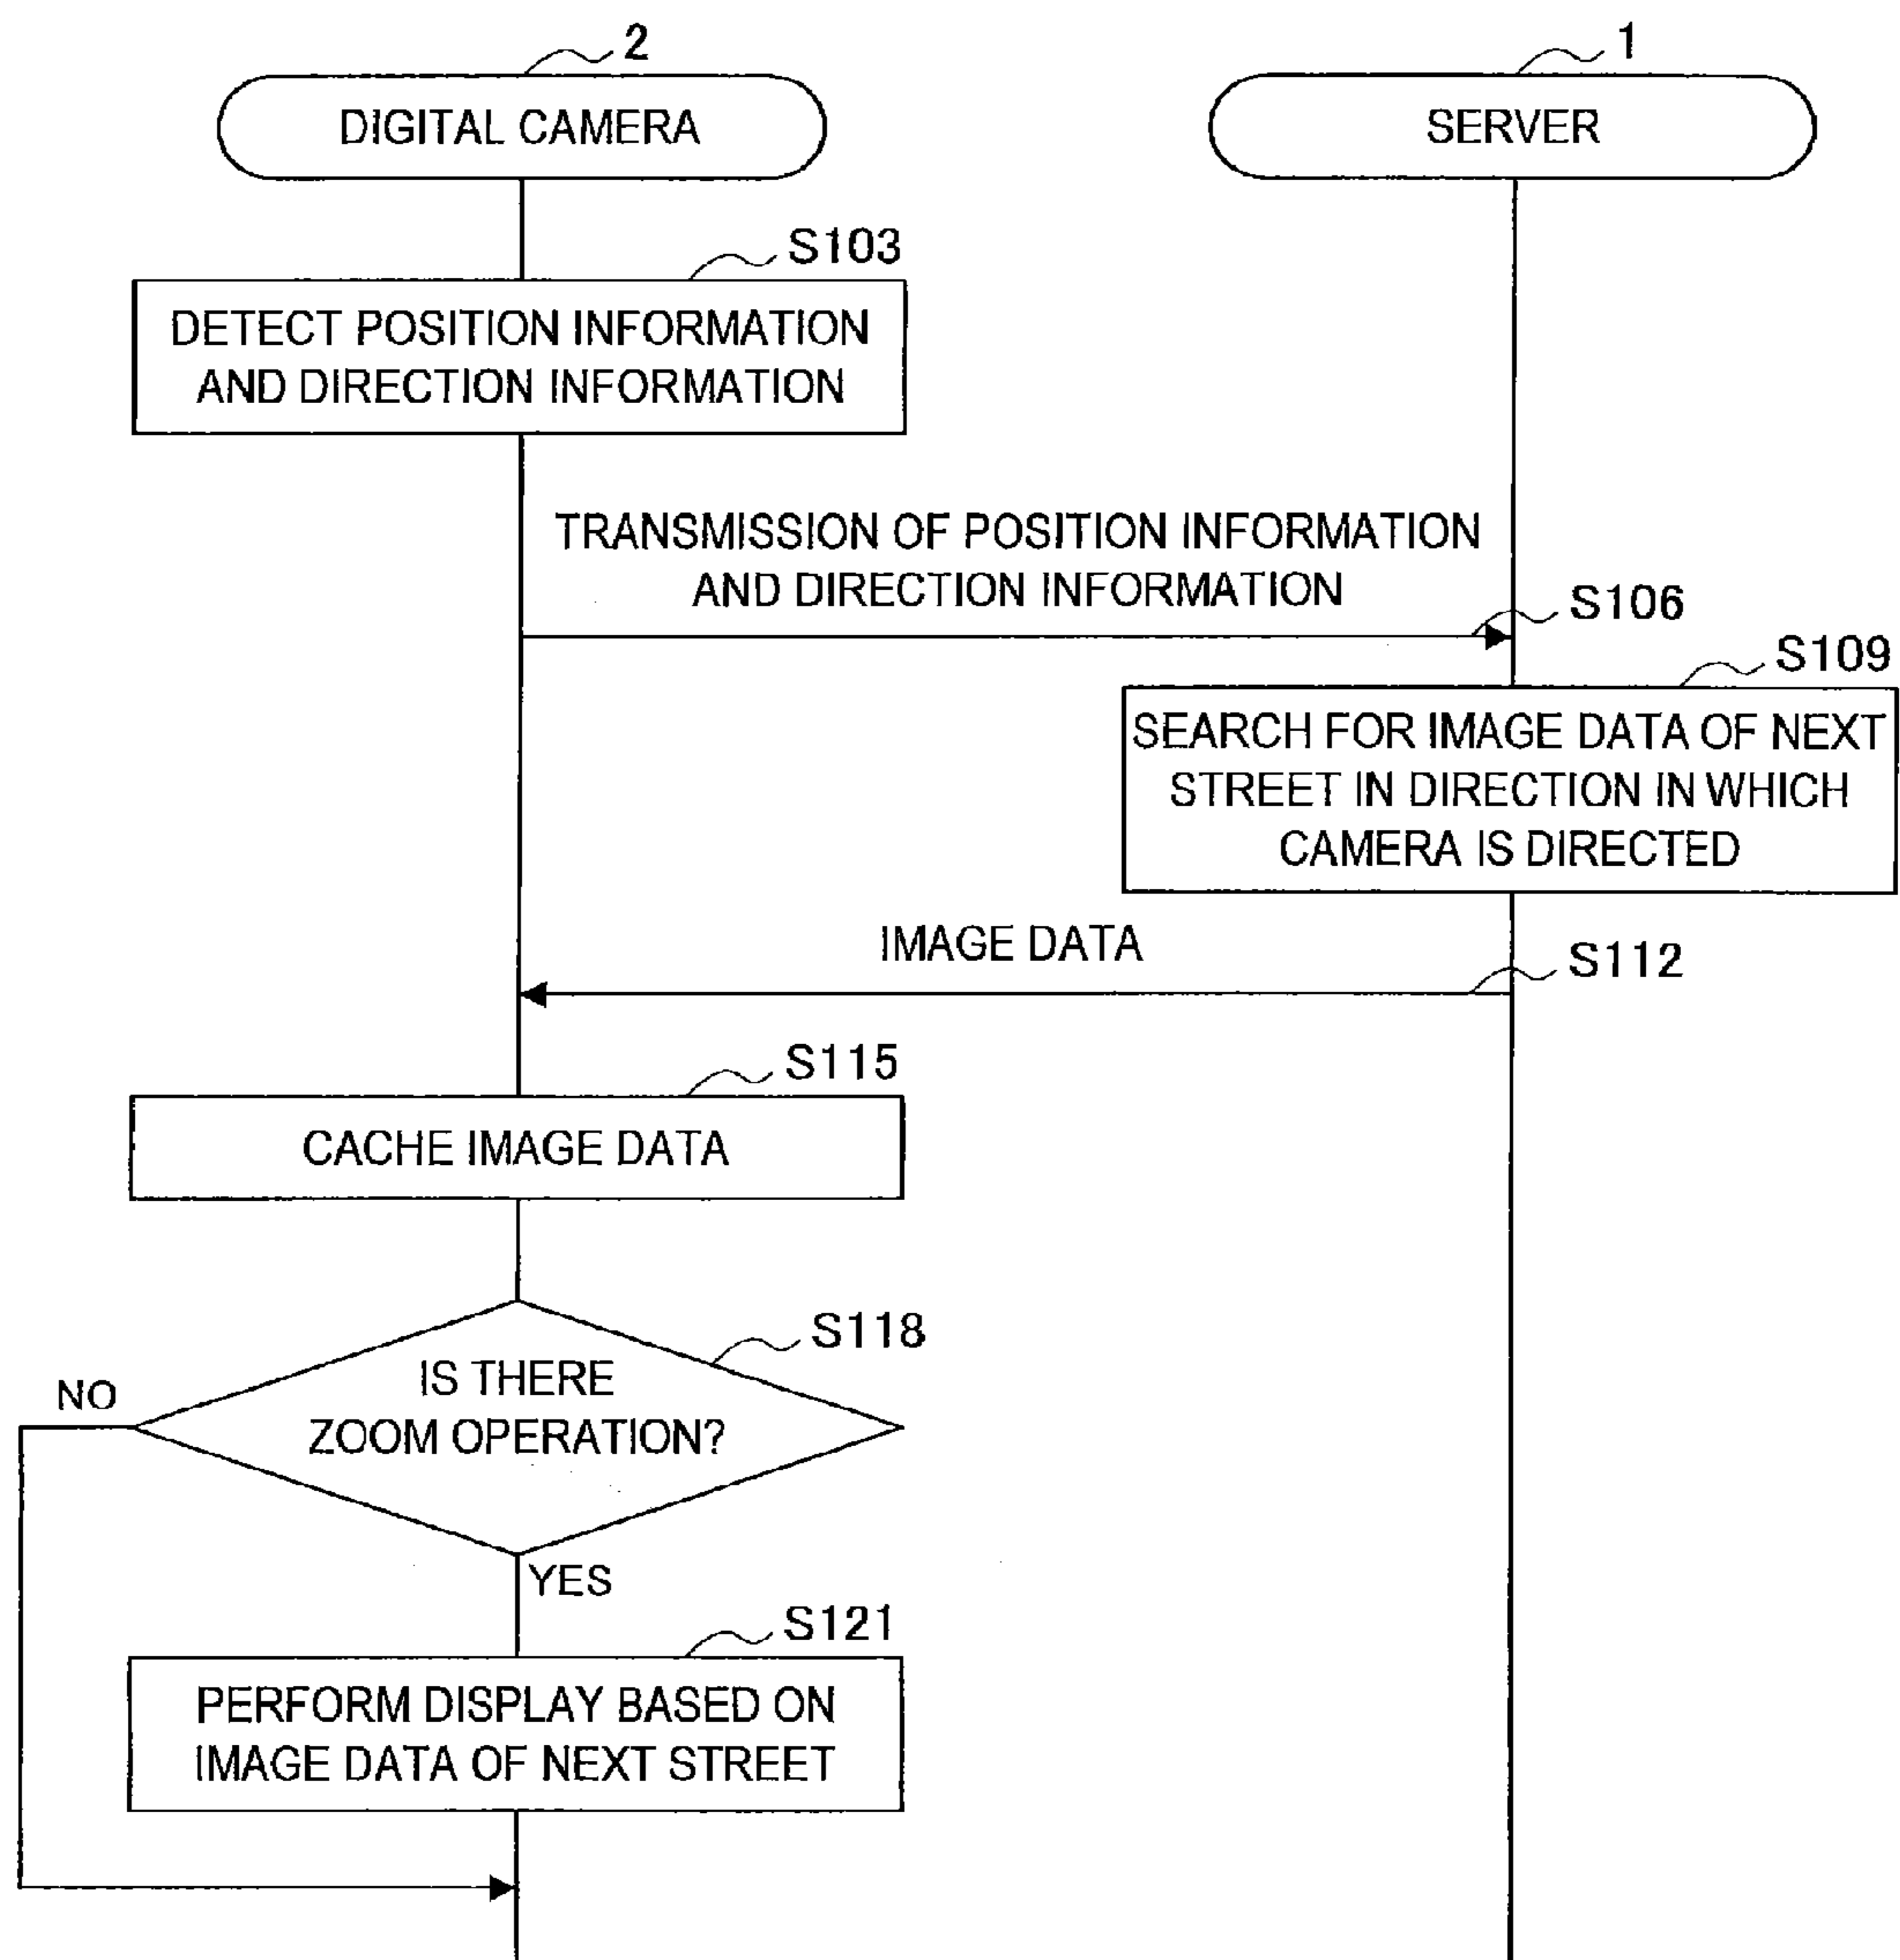 2
1
DIGITAL CAMERA
SERVER
S103
DETECT POSITION INFORMATION
AND DIRECTION INFORMATION
TRANSMISSION OF POSITION INFORMATION
AND DIRECTION INFORMATION
S106
S109
SEARCH FOR IMAGE DATA OF NEXT
STREET IN DIRECTION IN WHICH
CAMERA IS DIRECTED
IMAGE DATA
S112
S115
CACHE IMAGE DATA
S118
IS THERE
ZOOM OPERATION?
NO
YES
S121
PERFORM DISPLAY BASED ON
IMAGE DATA OF NEXT STREET